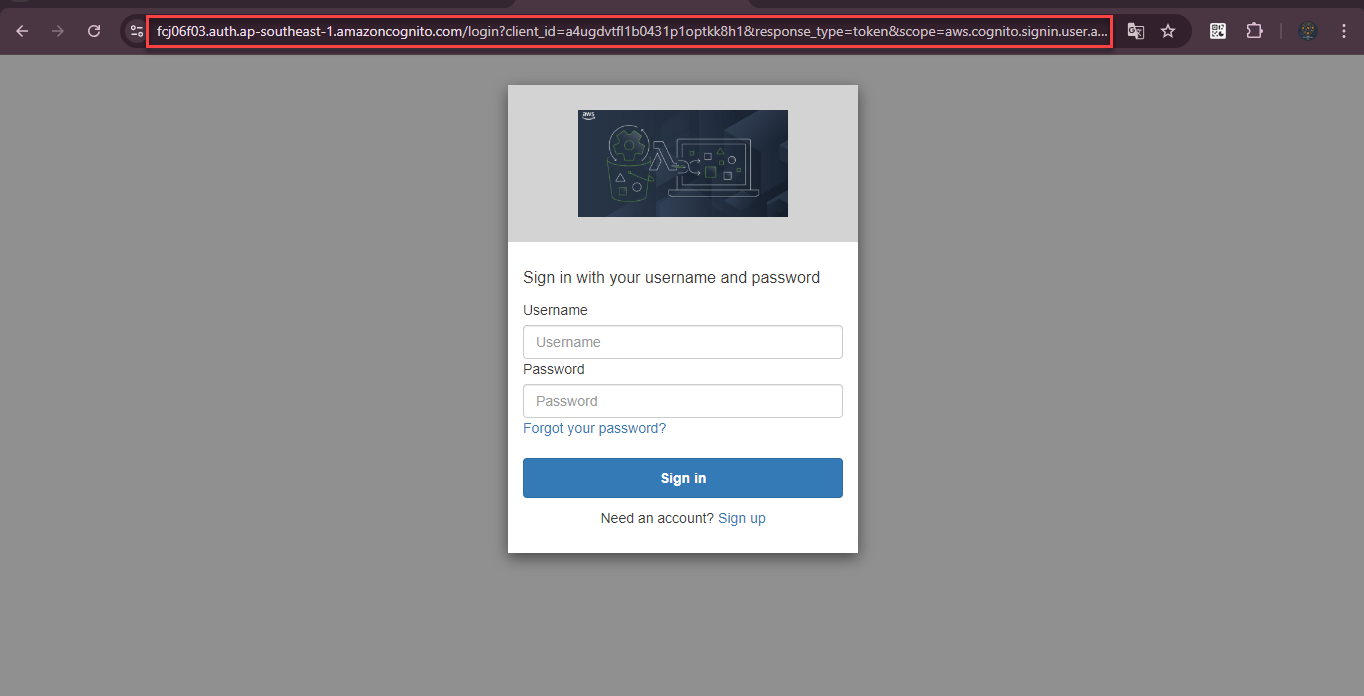 fcj06f03.auth.ap-southeast-1.amazoncognito.com/login?client_id=a4ugdvtfl1b0431p1optkk8h1&response_type=token&scope=aws.cognito.signin.user.a...
aws
Sign in with your username and password
Username
Username
Password
Password
Forgot your password?
Sign in
Need an account? Sign up